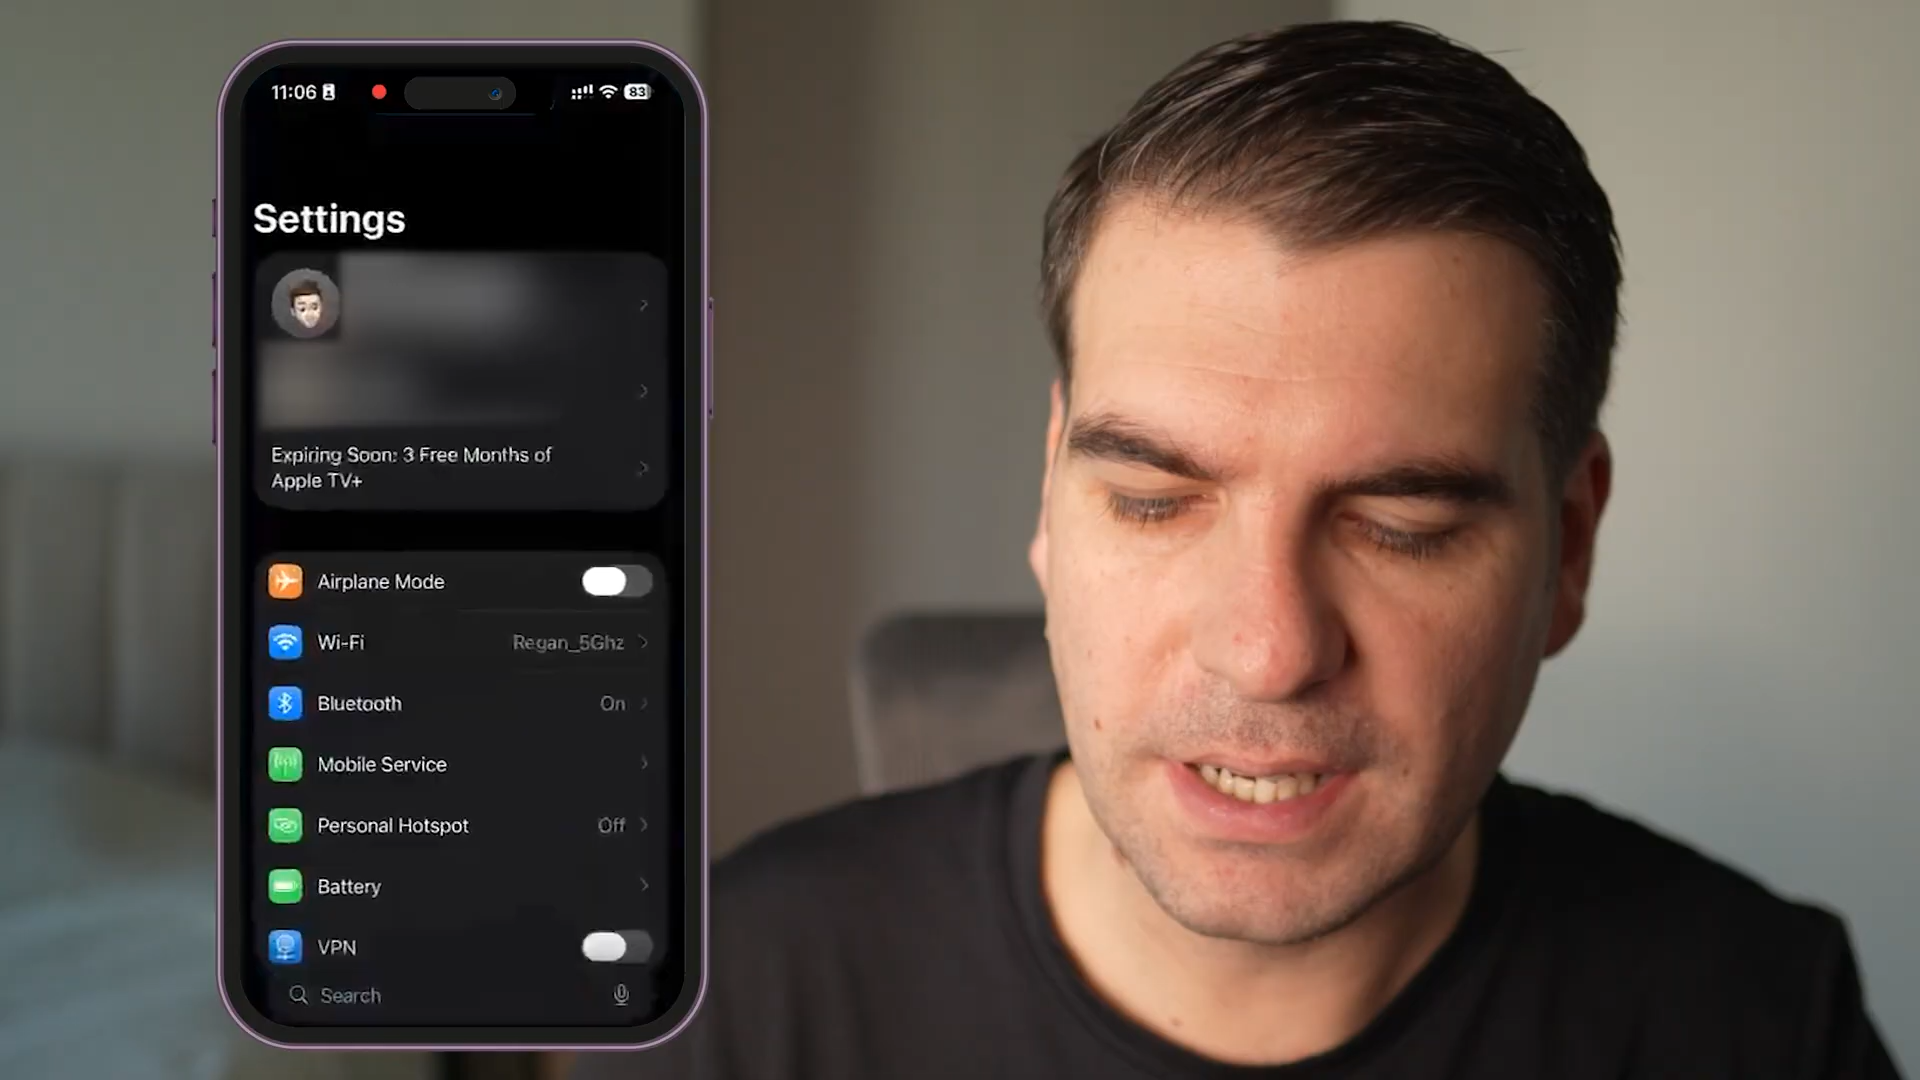 11:06
83
Settings
Expiring Soon: 3 Free Months of
Apple TV+
Airplane Mode
Wi-Fi Regan_5Ghz
Bluetooth On
Mobile Service
Personal Hotspot Off
Battery
VPN
Search